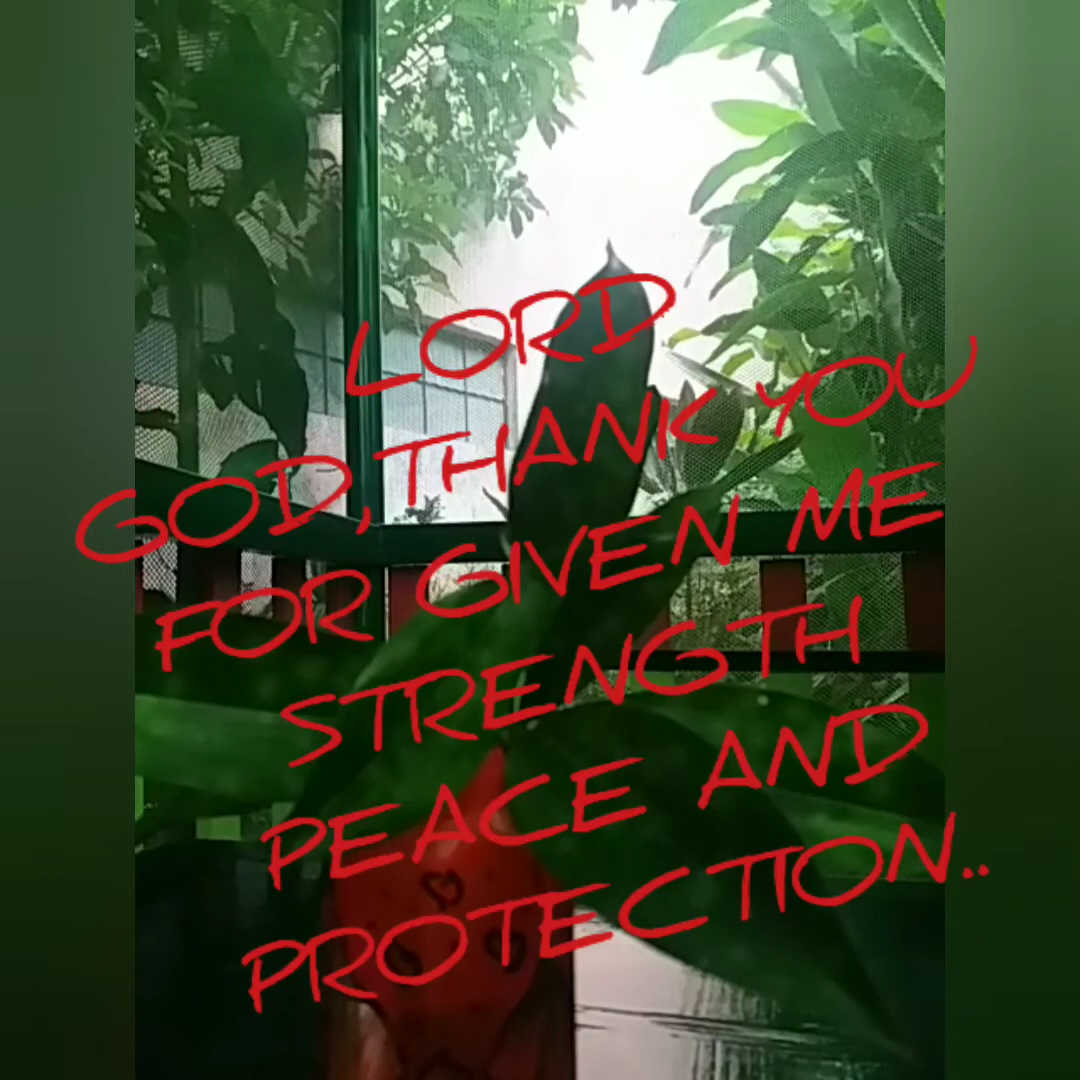 LORD
GOD, THANK YOU
FOR GIVEN ME
STRENGTH
PEACE AND
PROTECTION..